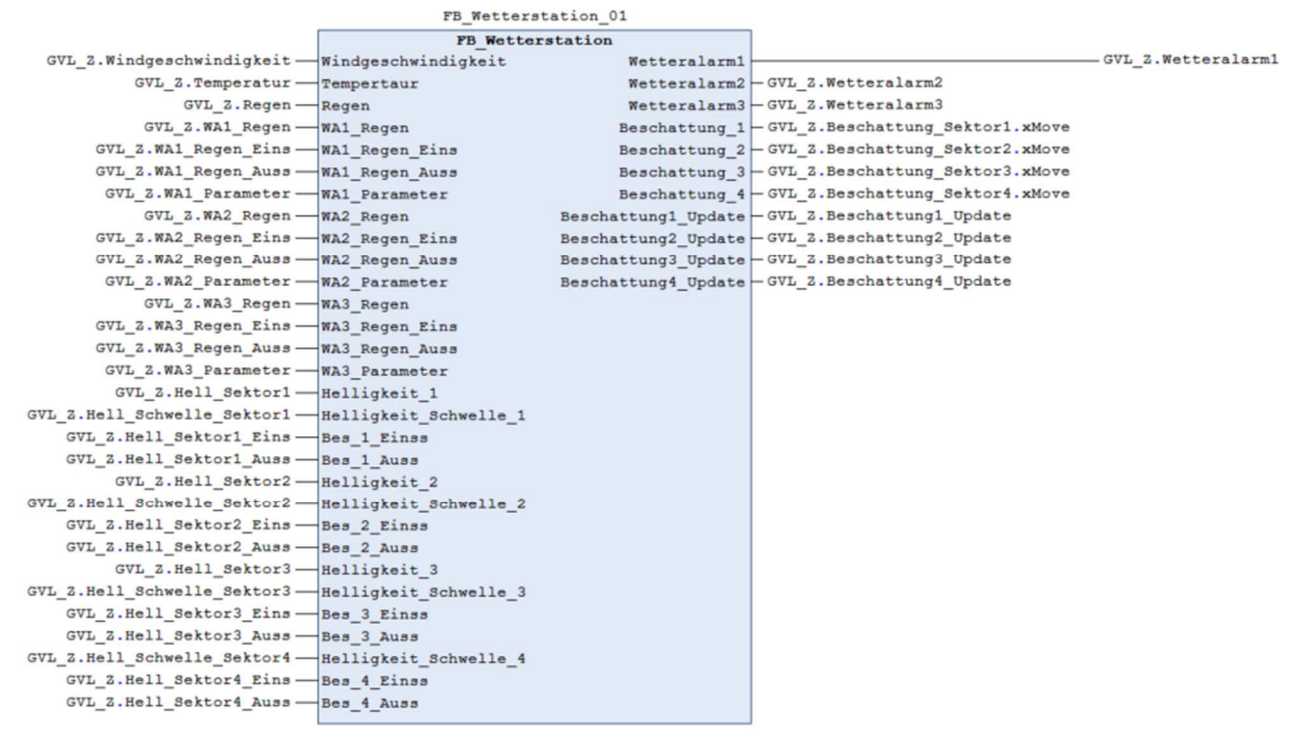 FB_Wetterstation_01
FB_Wetterstation
GVL_Z.Windgeschwindigkeit Windgeschwindigkeit Wetteralarm1 GVL_Z.Wetteralarm1
GVL_Z.Temperatur Tempertaur Wetteralarm2 GVL_Z.Wetteralarm2
GVL_Z.Regen Regen Wetteralarm3 GVL_Z.Wetteralarm3
GVL_Z.WA1_Regen WA1_Regen Beschattung_1 GVL_Z.Beschattung_Sektor1.xMove
GVL_Z.WA1_Regen_Eins WA1_Regen_Eins Beschattung_2 GVL_Z.Beschattung_Sektor2.xMove
GVL_Z.WA1_Regen_Auss WA1_Regen_Auss Beschattung_3 GVL_Z.Beschattung_Sektor3.xMove
GVL_Z.WA1_Parameter WA1_Parameter Beschattung_4 GVL_Z.Beschattung_Sektor4.xMove
GVL_Z.WA2_Regen WA2_Regen Beschattung1_Update GVL_Z.Beschattung1_Update
GVL_Z.WA2_Regen_Eins WA2_Regen_Eins Beschattung2_Update GVL_Z.Beschattung2_Update
GVL_Z.WA2_Regen_Auss WA2_Regen_Auss Beschattung3_Update GVL_Z.Beschattung3_Update
GVL_Z.WA2_Parameter WA2_Parameter Beschattung4_Update GVL_Z.Beschattung4_Update
GVL_Z.WA3_Regen WA3_Regen
GVL_Z.WA3_Regen_Eins WA3_Regen_Eins
GVL_Z.WA3_Regen_Auss WA3_Regen_Auss
GVL_Z.WA3_Parameter WA3_Parameter
GVL_Z.Hell_Sektor1 Helligkeit_1
GVL_Z.Hell_Schwelle_Sektor1 Helligkeit_Schwelle_1
GVL_Z.Hell_Sektor1_Eins Bes_1_Einss
GVL_Z.Hell_Sektor1_Auss Bes_1_Auss
GVL_Z.Hell_Sektor2 Helligkeit_2
GVL_Z.Hell_Schwelle_Sektor2 Helligkeit_Schwelle_2
GVL_Z.Hell_Sektor2_Eins Bes_2_Einss
GVL_Z.Hell_Sektor2_Auss Bes_2_Auss
GVL_Z.Hell_Sektor3 Helligkeit_3
GVL_Z.Hell_Schwelle_Sektor3 Helligkeit_Schwelle_3
GVL_Z.Hell_Sektor3_Eins Bes_3_Einss
GVL_Z.Hell_Sektor3_Auss Bes_3_Auss
GVL_Z.Hell_Schwelle_Sektor4 Helligkeit_Schwelle_4
GVL_Z.Hell_Sektor4_Eins Bes_4_Einss
GVL_Z.Hell_Sektor4_Auss Bes_4_Auss